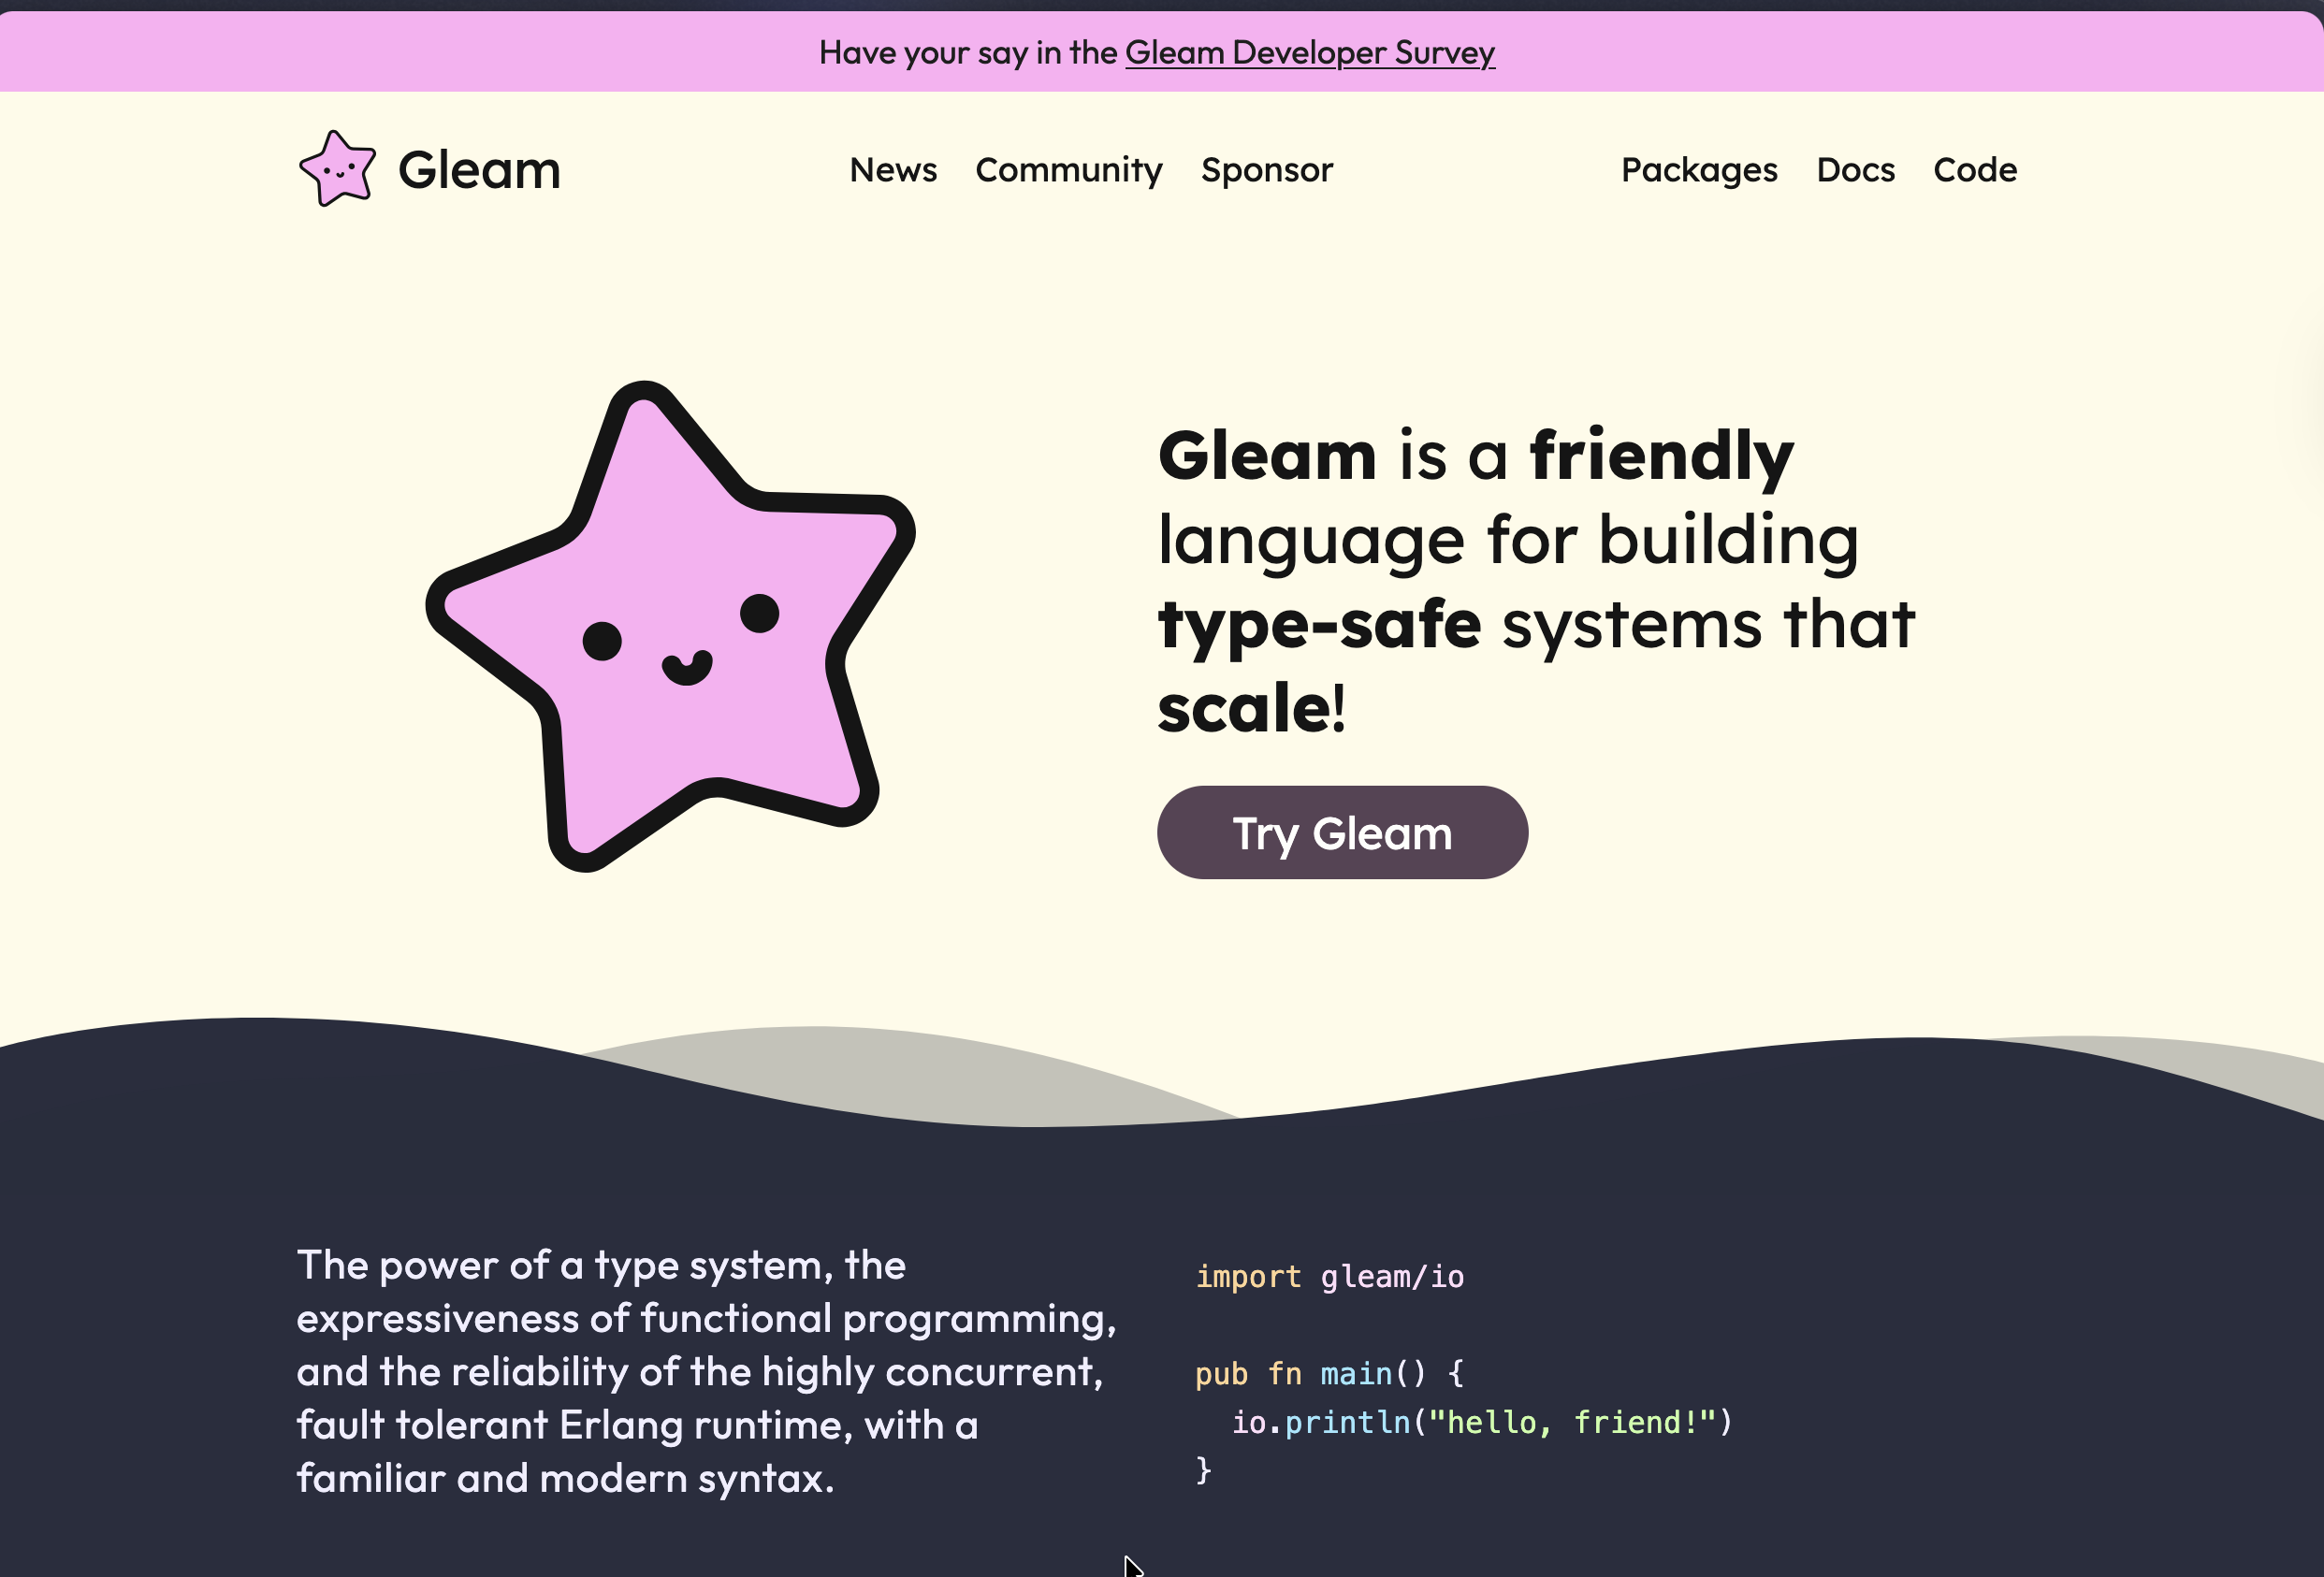 Have your say in the Gleam Developer Survey
Gleam
News Community Sponsor
Packages Docs Code
Gleam is a friendly
language for building
type-safe systems that
scale!
Try Gleam
The power of a type system, the
expressiveness of functional programming,
and the reliability of the highly concurrent,
fault tolerant Erlang runtime, with a
familiar and modern syntax.
import gleam/io
pub fn main() {
  io.println("hello, friend!")
}